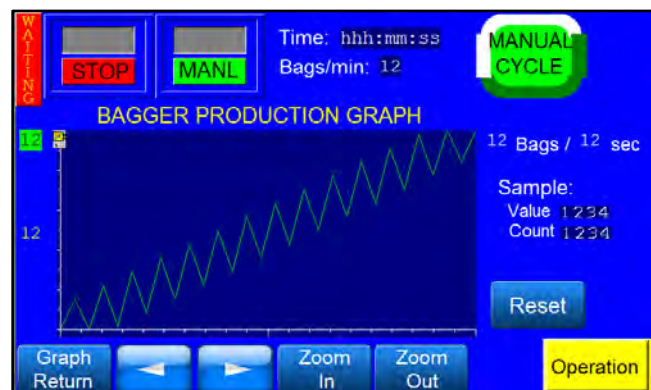 WAITING
STOP
MANL
Time: hhh:mm:ss
Bags/min: 12
MANUAL
CYCLE
BAGGER PRODUCTION GRAPH
12
12 Bags / 12 sec
Sample:
Value 1234
Count 1234
12
Reset
Graph
Return
Zoom
In
Zoom
Out
Operation